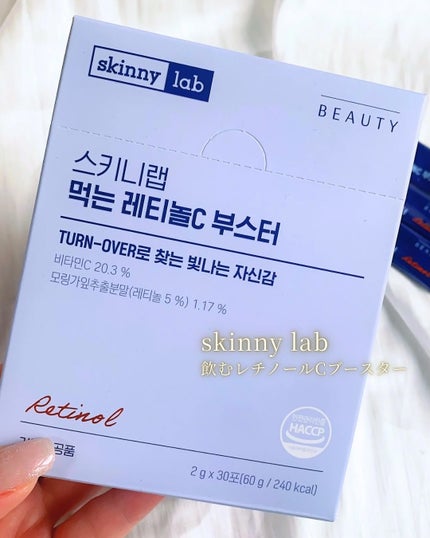 skinny lab
BEAUTY
스키니랩
먹는 레티놀C 부스터
TURN-OVER로 찾는 빛나는 자신감
비타민C 20.3 %
모링가잎추출분말(레티놀 5 %) 1.17 %
skinny lab
飲むレチノールCブースター
Retinol
HACCP
공품
2 g x 30포(60 g / 240 kcal)
Retinol